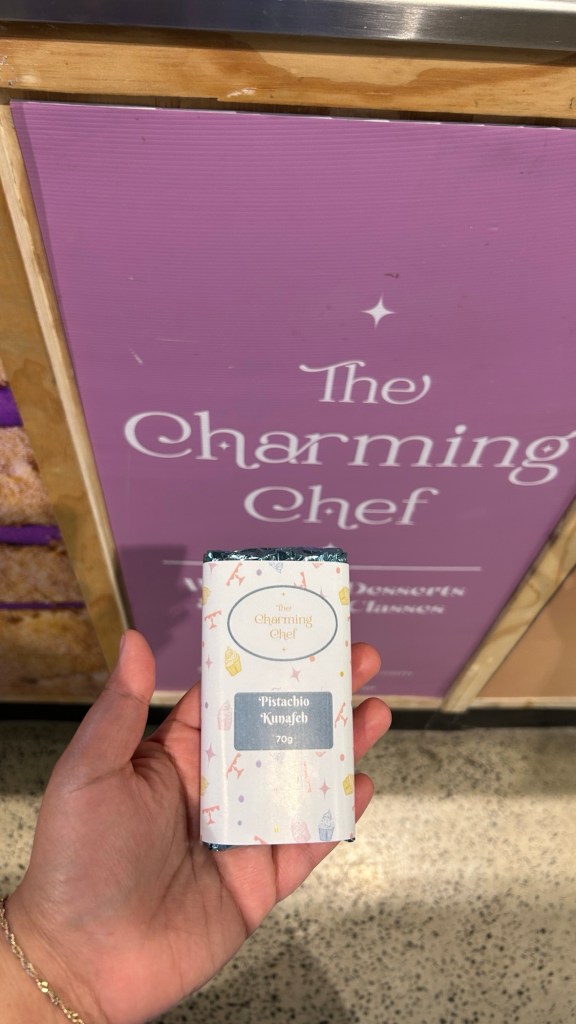 The
Charming
Chef
Desserts
Classes
The
Charming
Chef
Pistachio
Kunafeh
70g